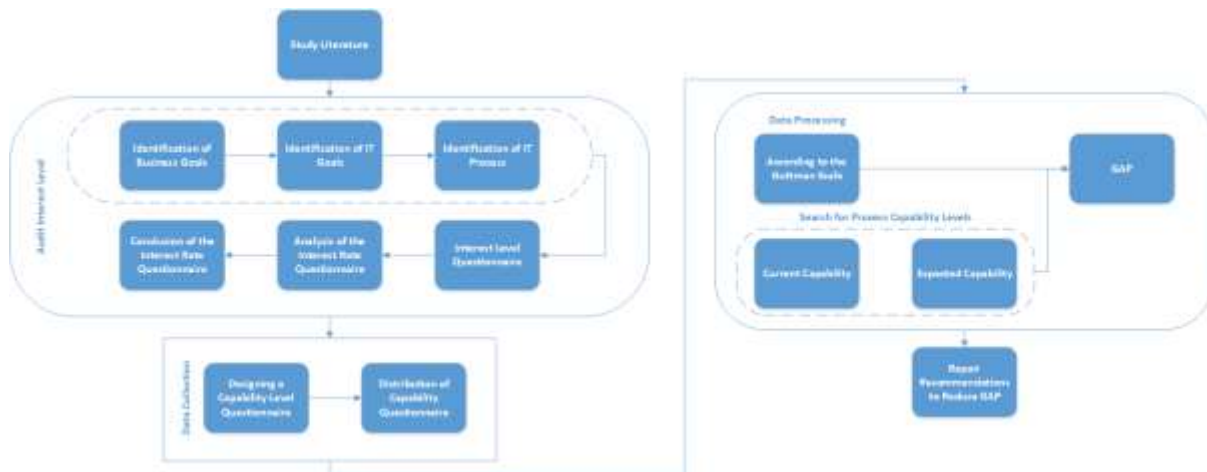 Study Literature
Audit Interest Level
Identification of
Business Goals
Identification of IT
Goals
Identification of IT
Process
Conclusion of the
Interest Rate
Questionnaire
Analysis of the
Interest Rate
Questionnaire
Interest Level
Questionnaire
Data Collection
Designing a
Capability Level
Questionnaire
Distribution of
Capability
Questionnaire
Data Processing
According to the
Guttman Scale
GAP
Search for Process Capability Levels
Current Capability
Expected Capability
Report
Recommendations
to Reduce GAP